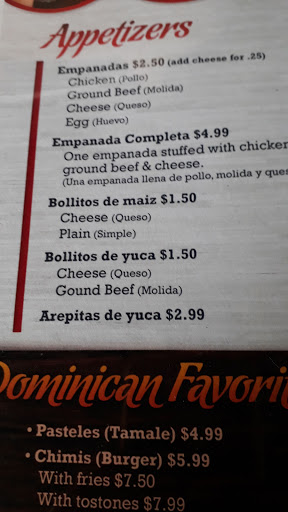 Appetizers
Empanadas $2.50 (add cheese for .25)
Chicken (Pollo)
Ground Beef (Molida)
Cheese (Queso)
Egg (Huevo)
Empanada Completa $4.99
One empanada stuffed with chicken
ground beef & cheese.
(Una empanada llena de pollo, molida y
Bollitos de maiz $1.50
Cheese (Queso)
Plain (Simple)
Bollitos de yuca $1.50
Cheese (Queso)
Gound Beef (Molida)
Arepitas de yuca $2.99
Dominican
• Pasteles (Tamale) $4.99
• Chimis (Burger) $5.99
With fries $7.50
With tostones $7.99